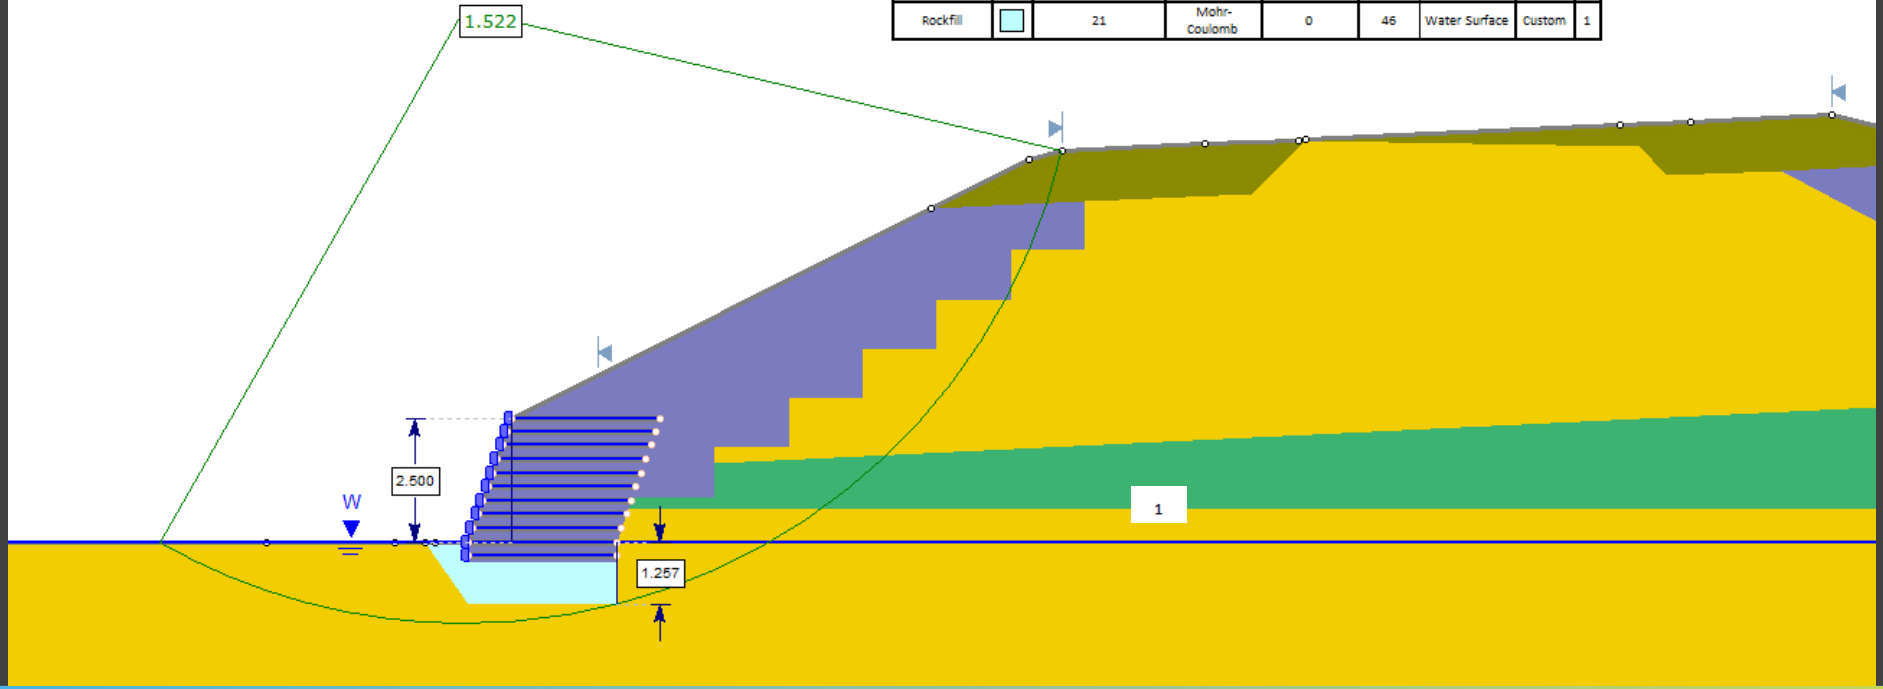 1.522
Rockfill 21 Mohr-Coulomb 0 46 Water Surface Custom 1
2.500
W
1
1.257